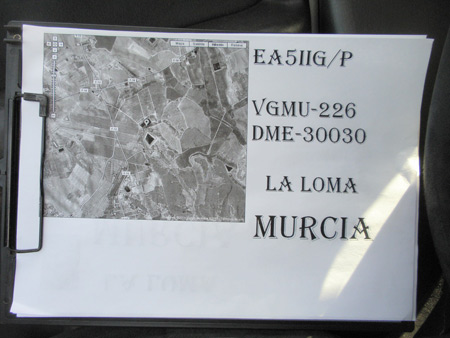 EA5IIG/P
VGMU-226
DME-30030
LA LOMA
MURCIA